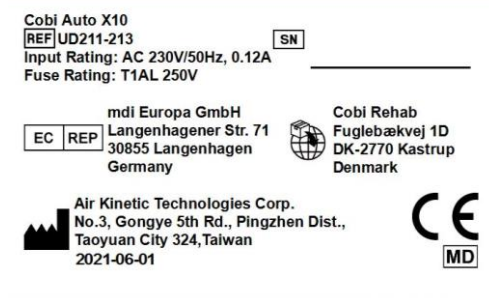 Cobi Auto X10
REF UD211-213
SN
Input Rating: AC 230V/50Hz, 0.12A
Fuse Rating: T1AL 250V
EC REP
mdi Europa GmbH
Langenhagener Str. 71
30855 Langenhagen
Germany
Cobi Rehab
Fuglebækvej 1D
DK-2770 Kastrup
Denmark
Air Kinetic Technologies Corp.
No.3, Gongye 5th Rd., Pingzhen Dist.,
Taoyuan City 324,Taiwan
2021-06-01
CE
MD